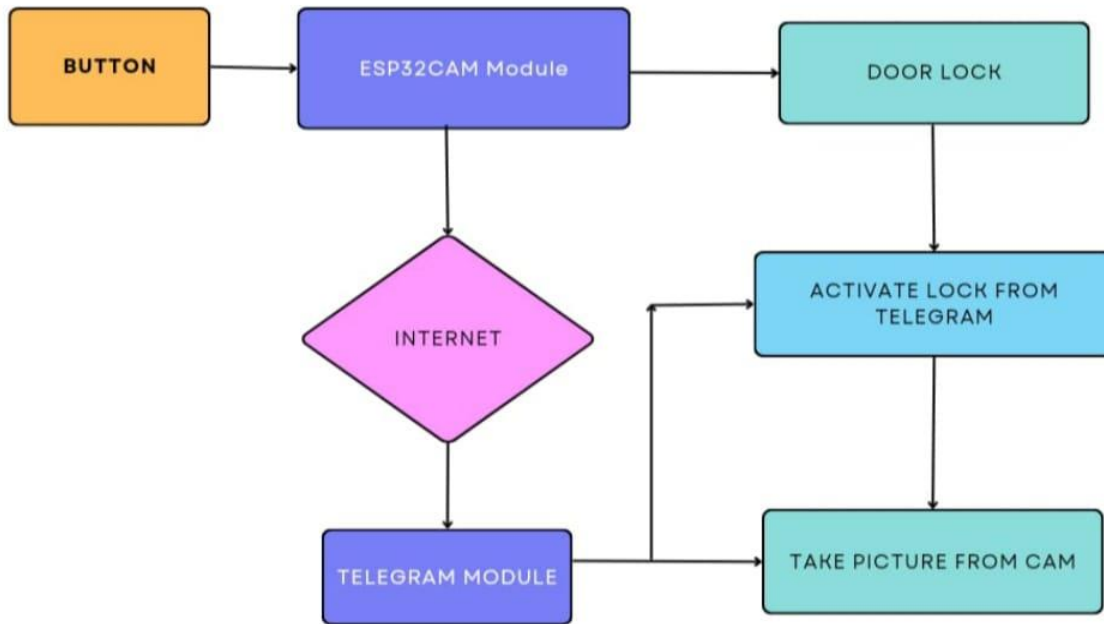 BUTTON
ESP32CAM Module
DOOR LOCK
INTERNET
ACTIVATE LOCK FROM
TELEGRAM
TELEGRAM MODULE
TAKE PICTURE FROM CAM